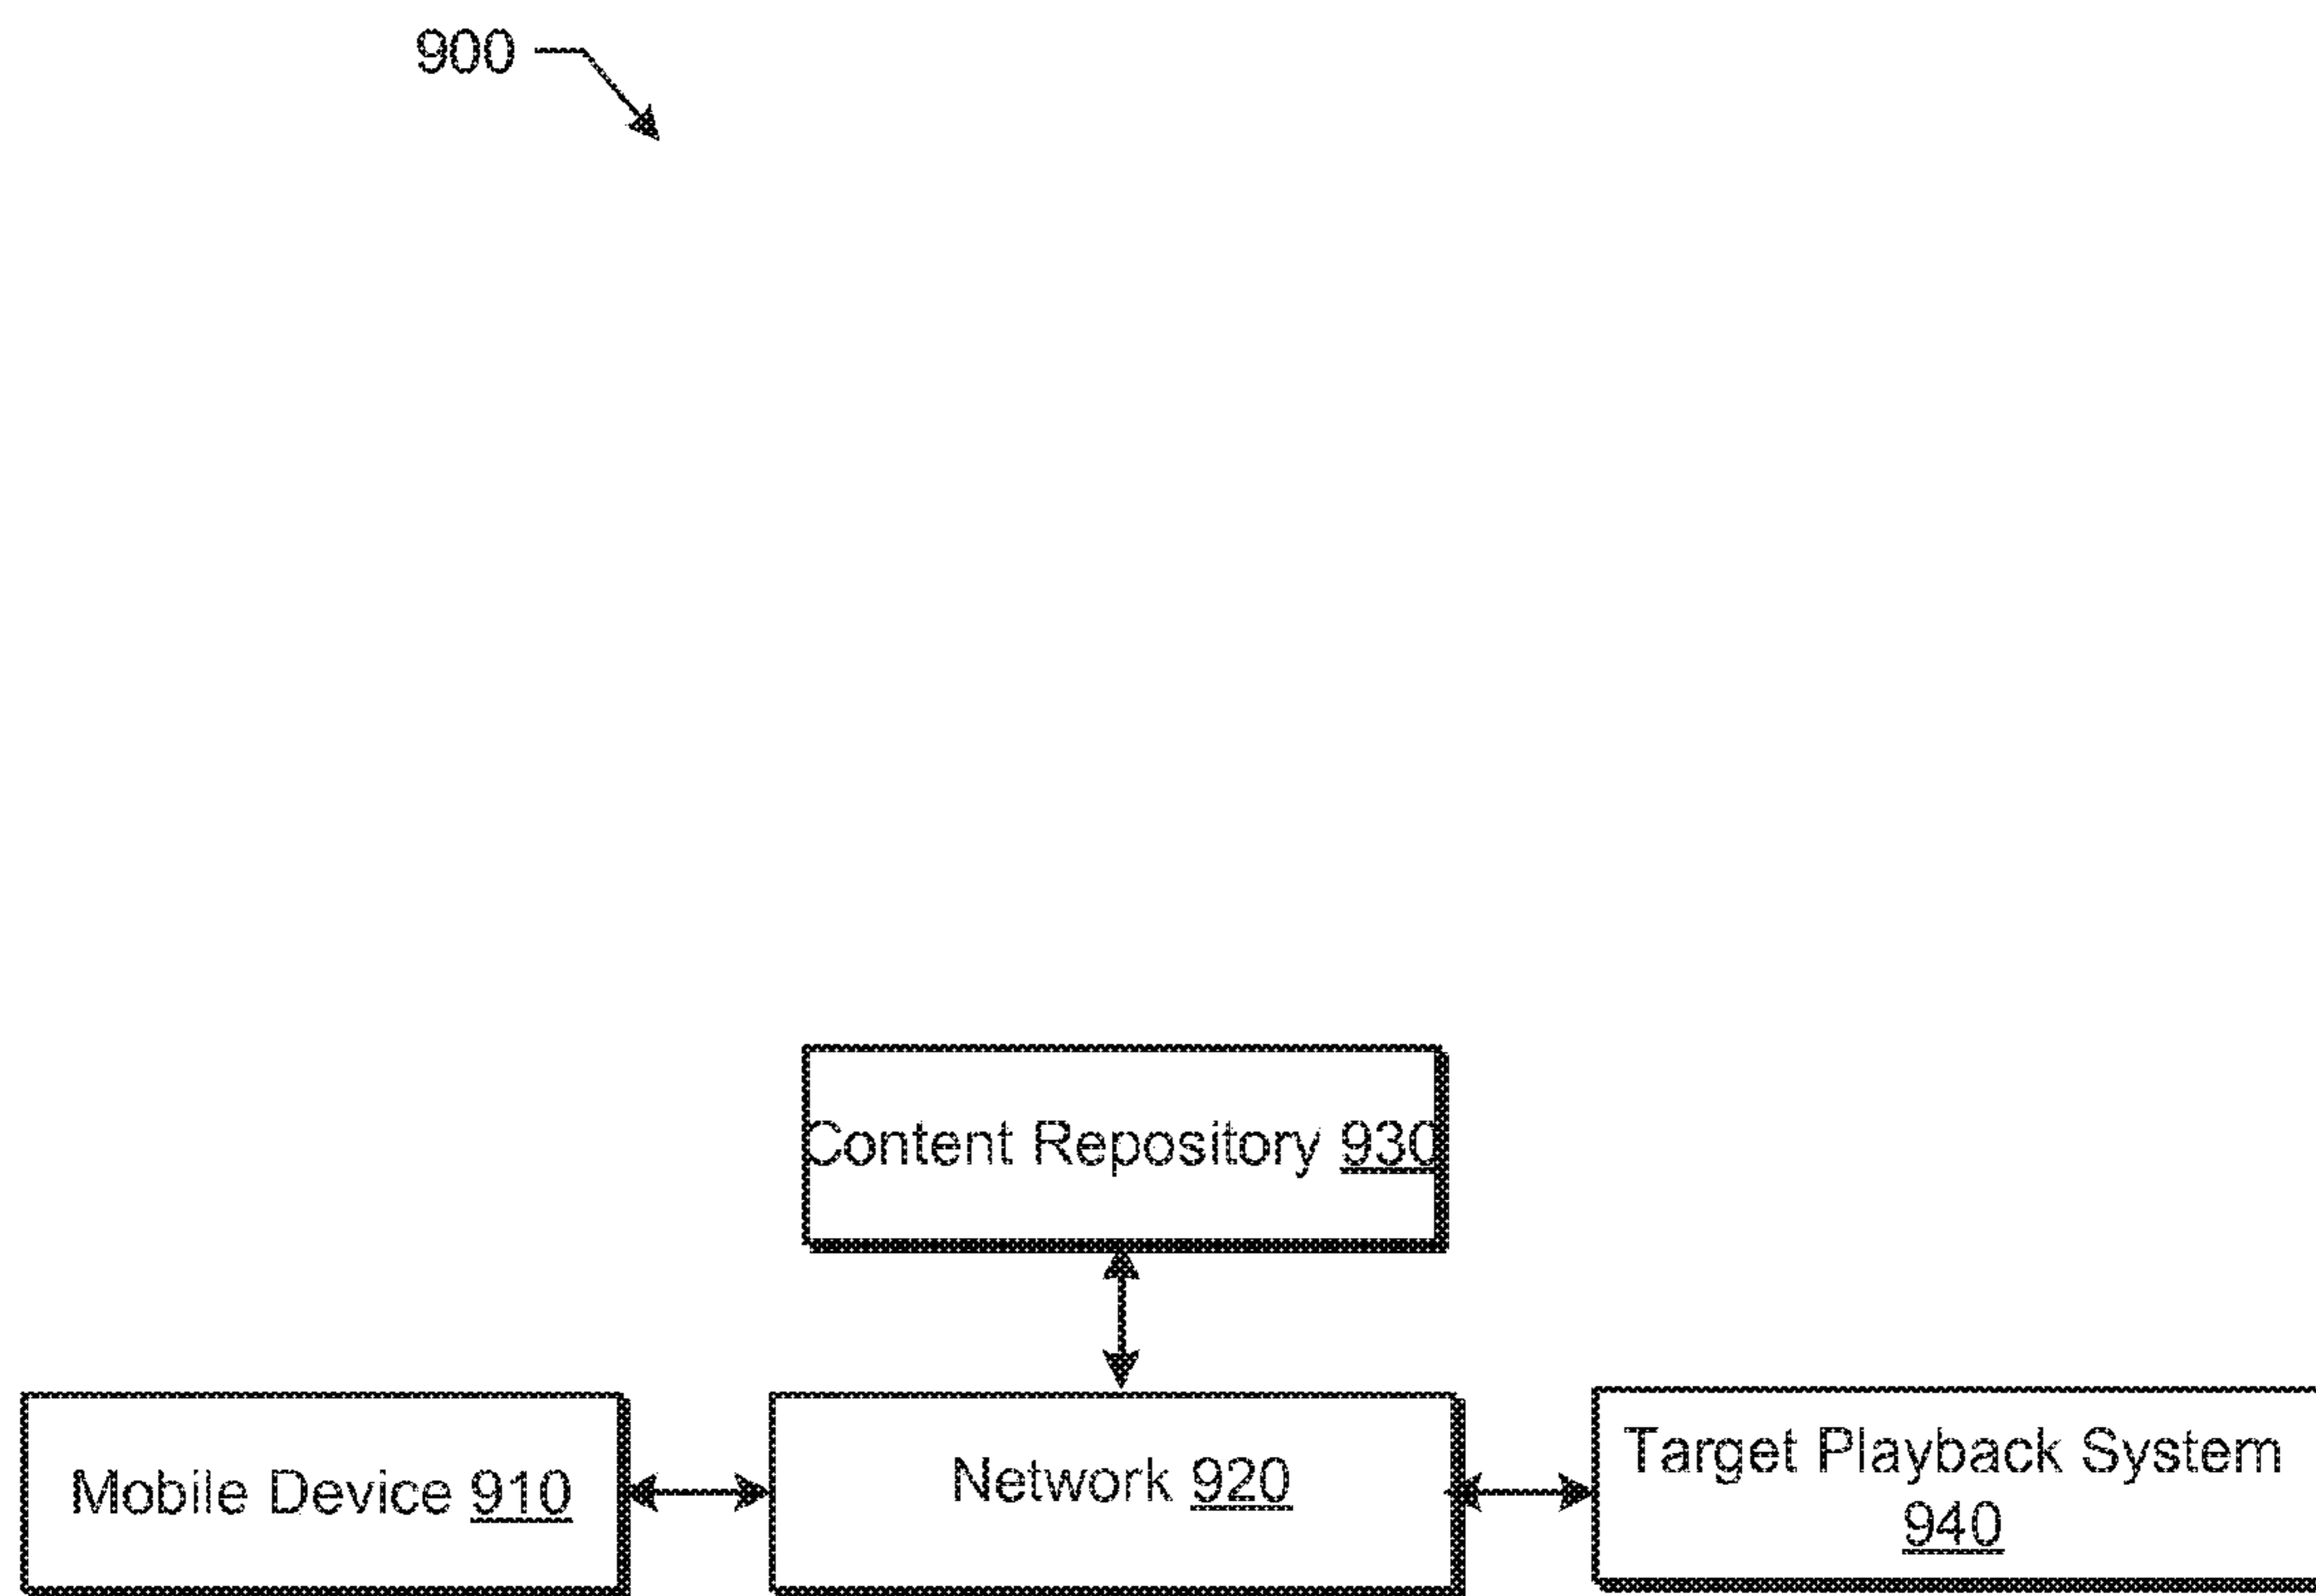 900
Content Repository 930
Mobile Device 910
Network 920
Target Playback System
940